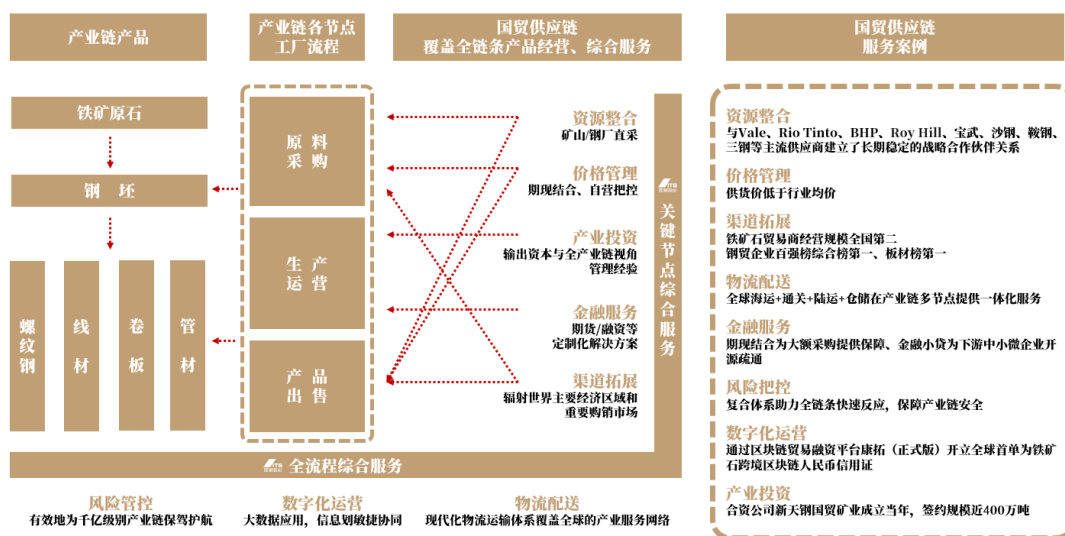 产业链产品
产业链各节点
工厂流程
国贸供应链
覆盖全链条产品经营、综合服务
国贸供应链
服务案例
铁矿原石
钢 坯
螺纹钢
线材
卷板
管材
原 料
采 购
生 产
运 营
产 品
出 售
资源整合
矿山/钢厂直采
价格管理
期现结合、自营把控
产业投资
输出资本与全产业链视角
管理经验
金融服务
期货/融资等
定制化解决方案
渠道拓展
辐射世界主要经济区域和
重要购销市场
ITG
关键节点综合服务
ITG
全流程综合服务
风险管控
有效地为千亿级别产业链保驾护航
数字化运营
大数据应用，信息划敏捷协同
物流配送
现代化物流运输体系覆盖全球的产业服务网络
资源整合
与Vale、Rio Tinto、BHP、Roy Hill、宝武、沙钢、鞍钢、
三钢等主流供应商建立了长期稳定的战略合作伙伴关系
价格管理
供货价低于行业均价
渠道拓展
铁矿石贸易商经营规模全国第二
钢贸企业百强榜综合榜第一、板材榜第一
物流配送
全球海运+通关+陆运+仓储在产业链多节点提供一体化服务
金融服务
期现结合为大额采购提供保障、金融小贷为下游中小微企业开
源疏通
风险把控
复合体系助力全链条快速反应，保障产业链安全
数字化运营
通过区块链贸易融资平台康拓（正式版）开立全球首单为铁矿
石跨境区块链人民币信用证
产业投资
合资公司新天钢国贸矿业成立当年，签约规模近400万吨